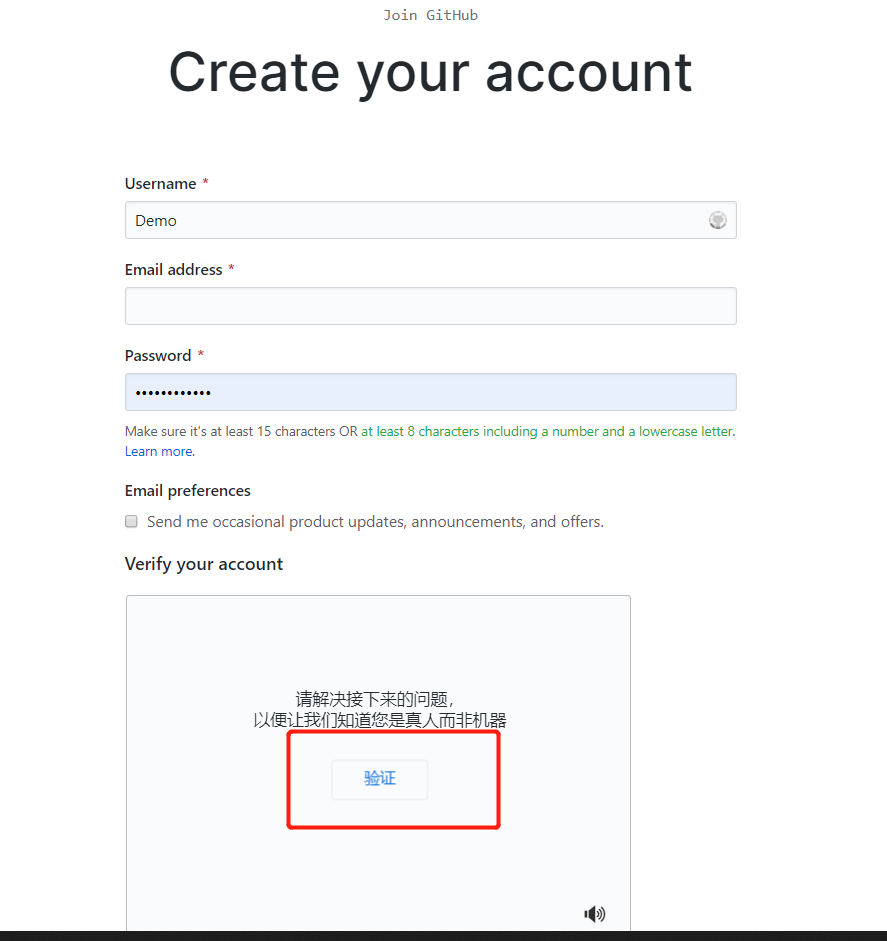 Join GitHub
Create your account
Username *
Demo
Email address *
Password *
••••••••••••
Make sure it's at least 15 characters OR at least 8 characters including a number and a lowercase letter.
Learn more.
Email preferences
Send me occasional product updates, announcements, and offers.
Verify your account
请解决接下来的问题，
以便让我们知道您是真人而非机器
验证